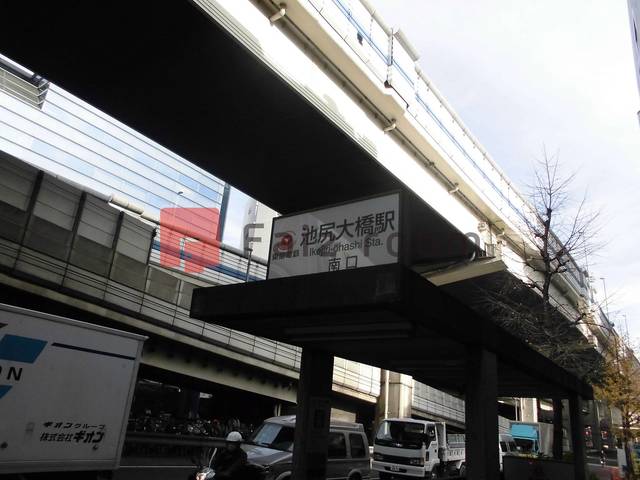 池尻大橋駅
Ikejiri-ohashi Sta.
南口
ギオングループ
株式会社ギオン